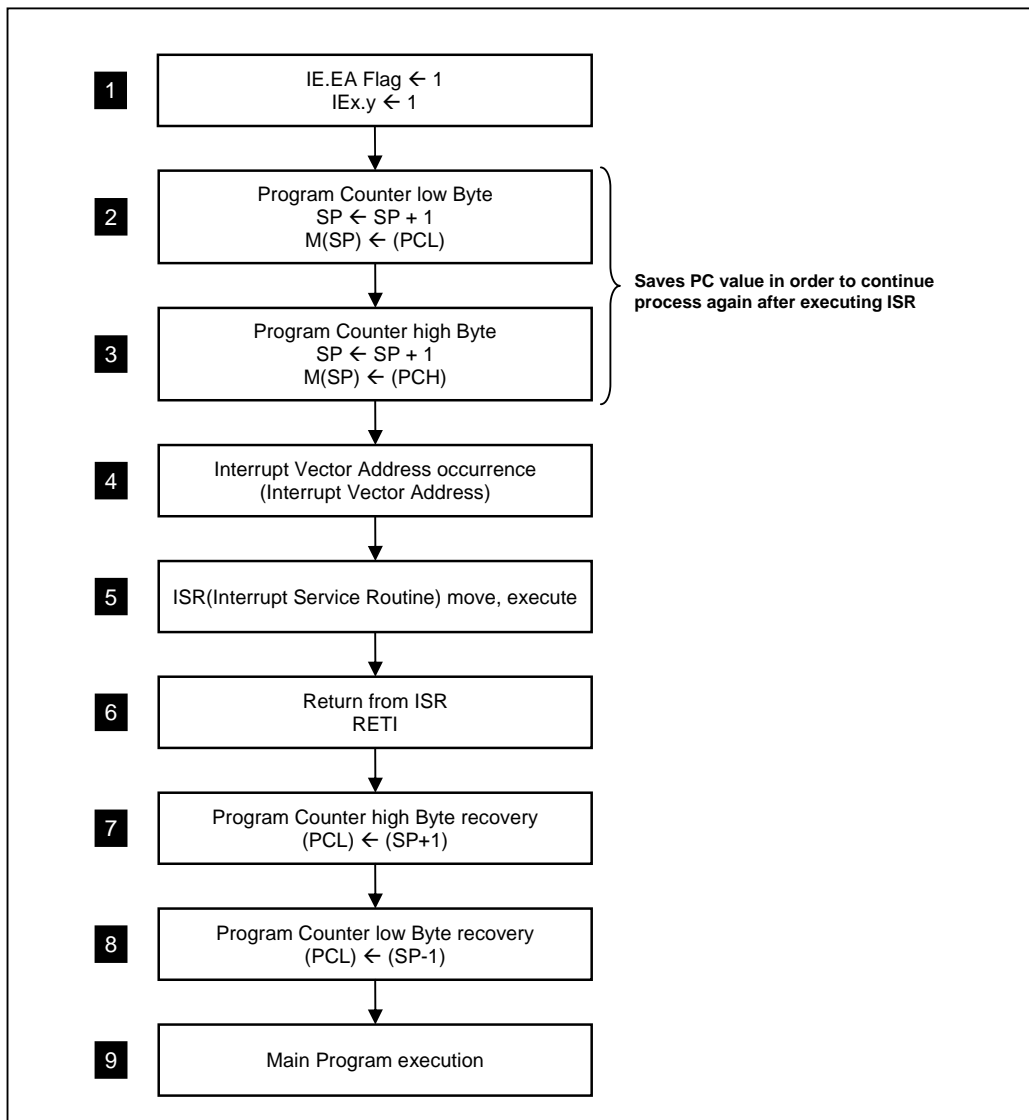 1
IE.EA Flag ← 1
IEx.y ← 1
2
Program Counter low Byte
SP ← SP + 1
M(SP) ← (PCL)
Saves PC value in order to continue
process again after executing ISR
3
Program Counter high Byte
SP ← SP + 1
M(SP) ← (PCH)
4
Interrupt Vector Address occurrence
(Interrupt Vector Address)
5
ISR(Interrupt Service Routine) move, execute
6
Return from ISR
RETI
7
Program Counter high Byte recovery
(PCL) ← (SP+1)
8
Program Counter low Byte recovery
(PCL) ← (SP-1)
9
Main Program execution